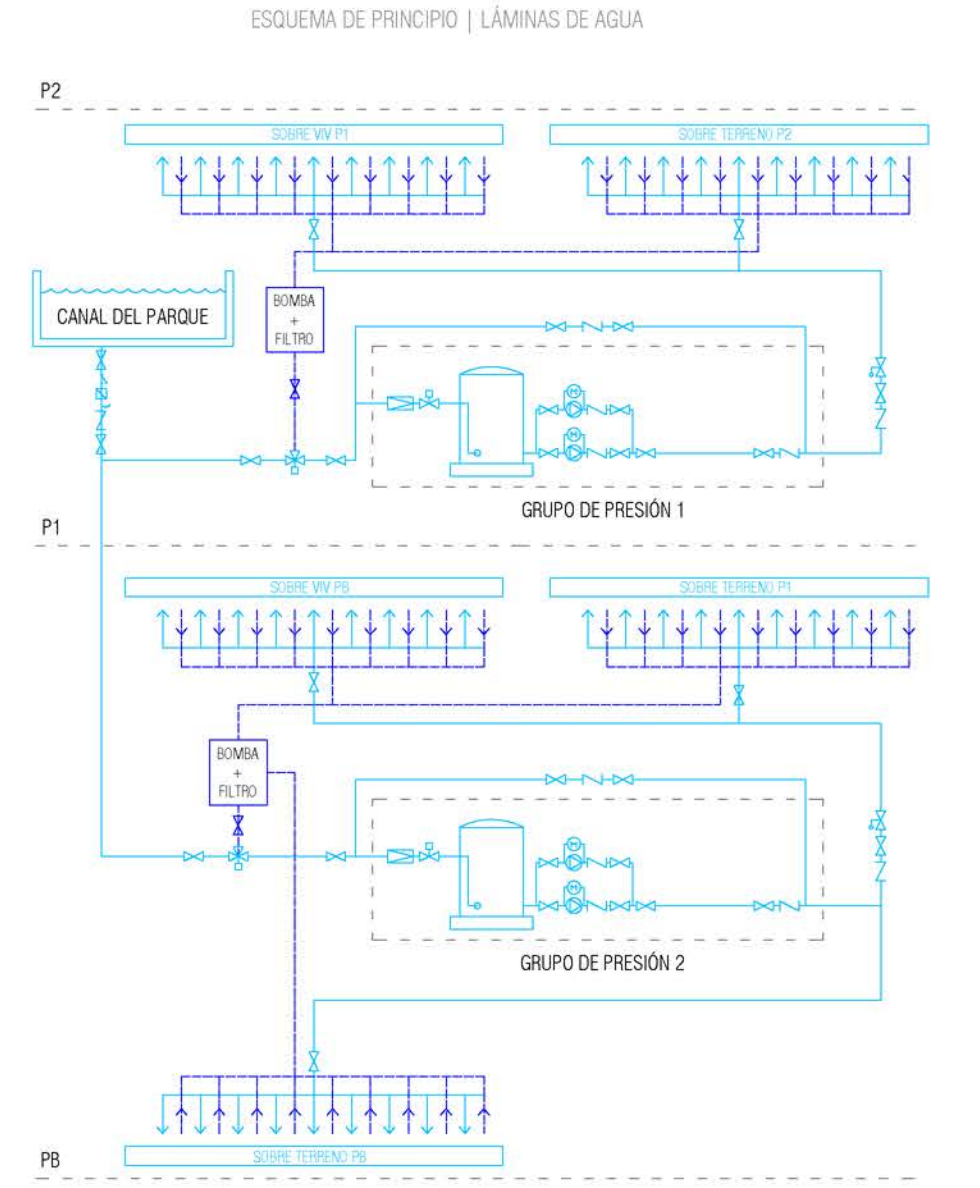 ESQUEMA DE PRINCIPIO | LÁMINAS DE AGUA
P2
SOBRE VIV P1
SOBRE TERRENO P2
CANAL DEL PARQUE
BOMBA
+
FILTRO
M
M
GRUPO DE PRESIÓN 1
P1
SOBRE VIV PB
SOBRE TERRENO P1
BOMBA
+
FILTRO
M
M
GRUPO DE PRESIÓN 2
SOBRE TERRENO PB
PB